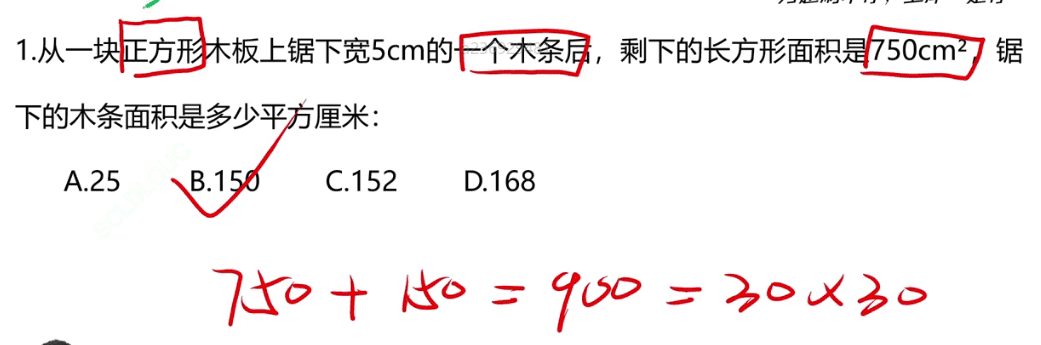 1.从一块正方形木板上锯下宽5cm的一个木条后，剩下的长方形面积是750cm²，锯
下的木条面积是多少平方厘米：
A.25 B.150 C.152 D.168
750 + 150 = 900 = 30×30